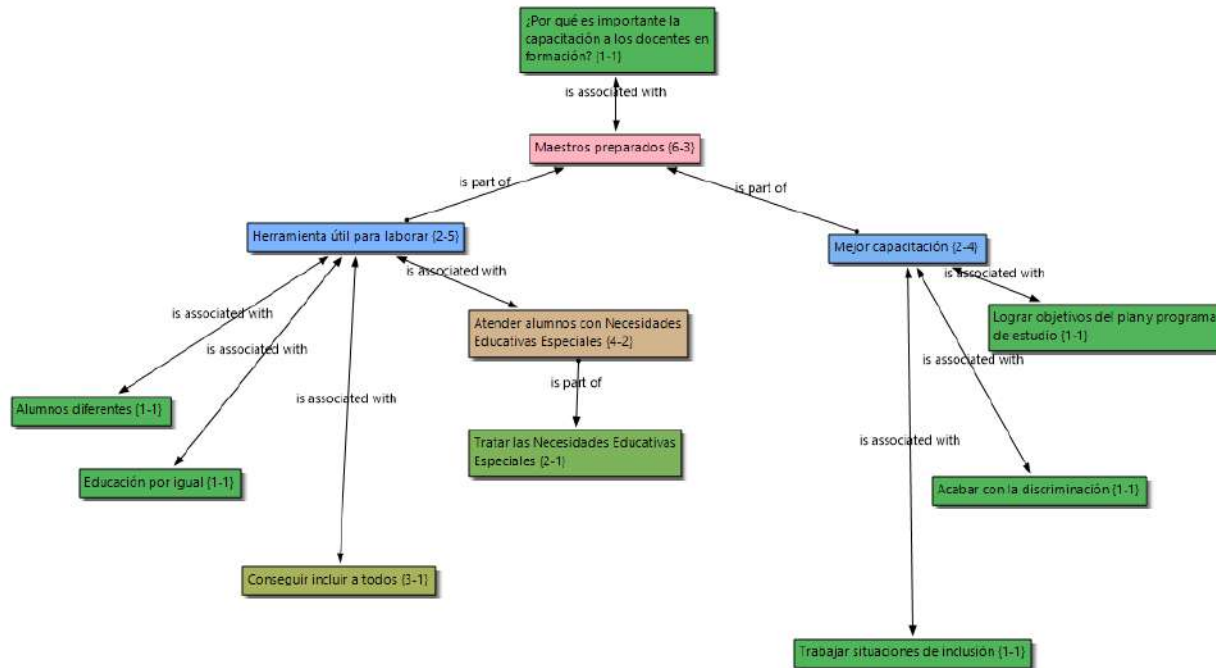 ¿Por qué es importante la
capacitación a los docentes en
formación? {1-1}
is associated with
Maestros preparados {6-3}
is part of
is part of
Herramienta útil para laborar {2-5}
Mejor capacitación {2-4}
is associated with
is associated with
is associated with
Atender alumnos con Necesidades
Educativas Especiales {4-2}
Lograr objetivos del plan y programa
de estudio {1-1}
is associated with
is associated with
is part of
is associated with
Alumnos diferentes {1-1}
Tratar las Necesidades Educativas
Especiales {2-1}
is associated with
Educación por igual {1-1}
Acabar con la discriminación {1-1}
Conseguir incluir a todos {3-1}
Trabajar situaciones de inclusión {1-1}